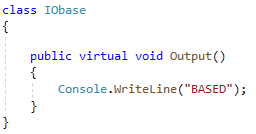 class IObase
{
public virtual void Output()
{
Console.WriteLine("BASED");
}
}